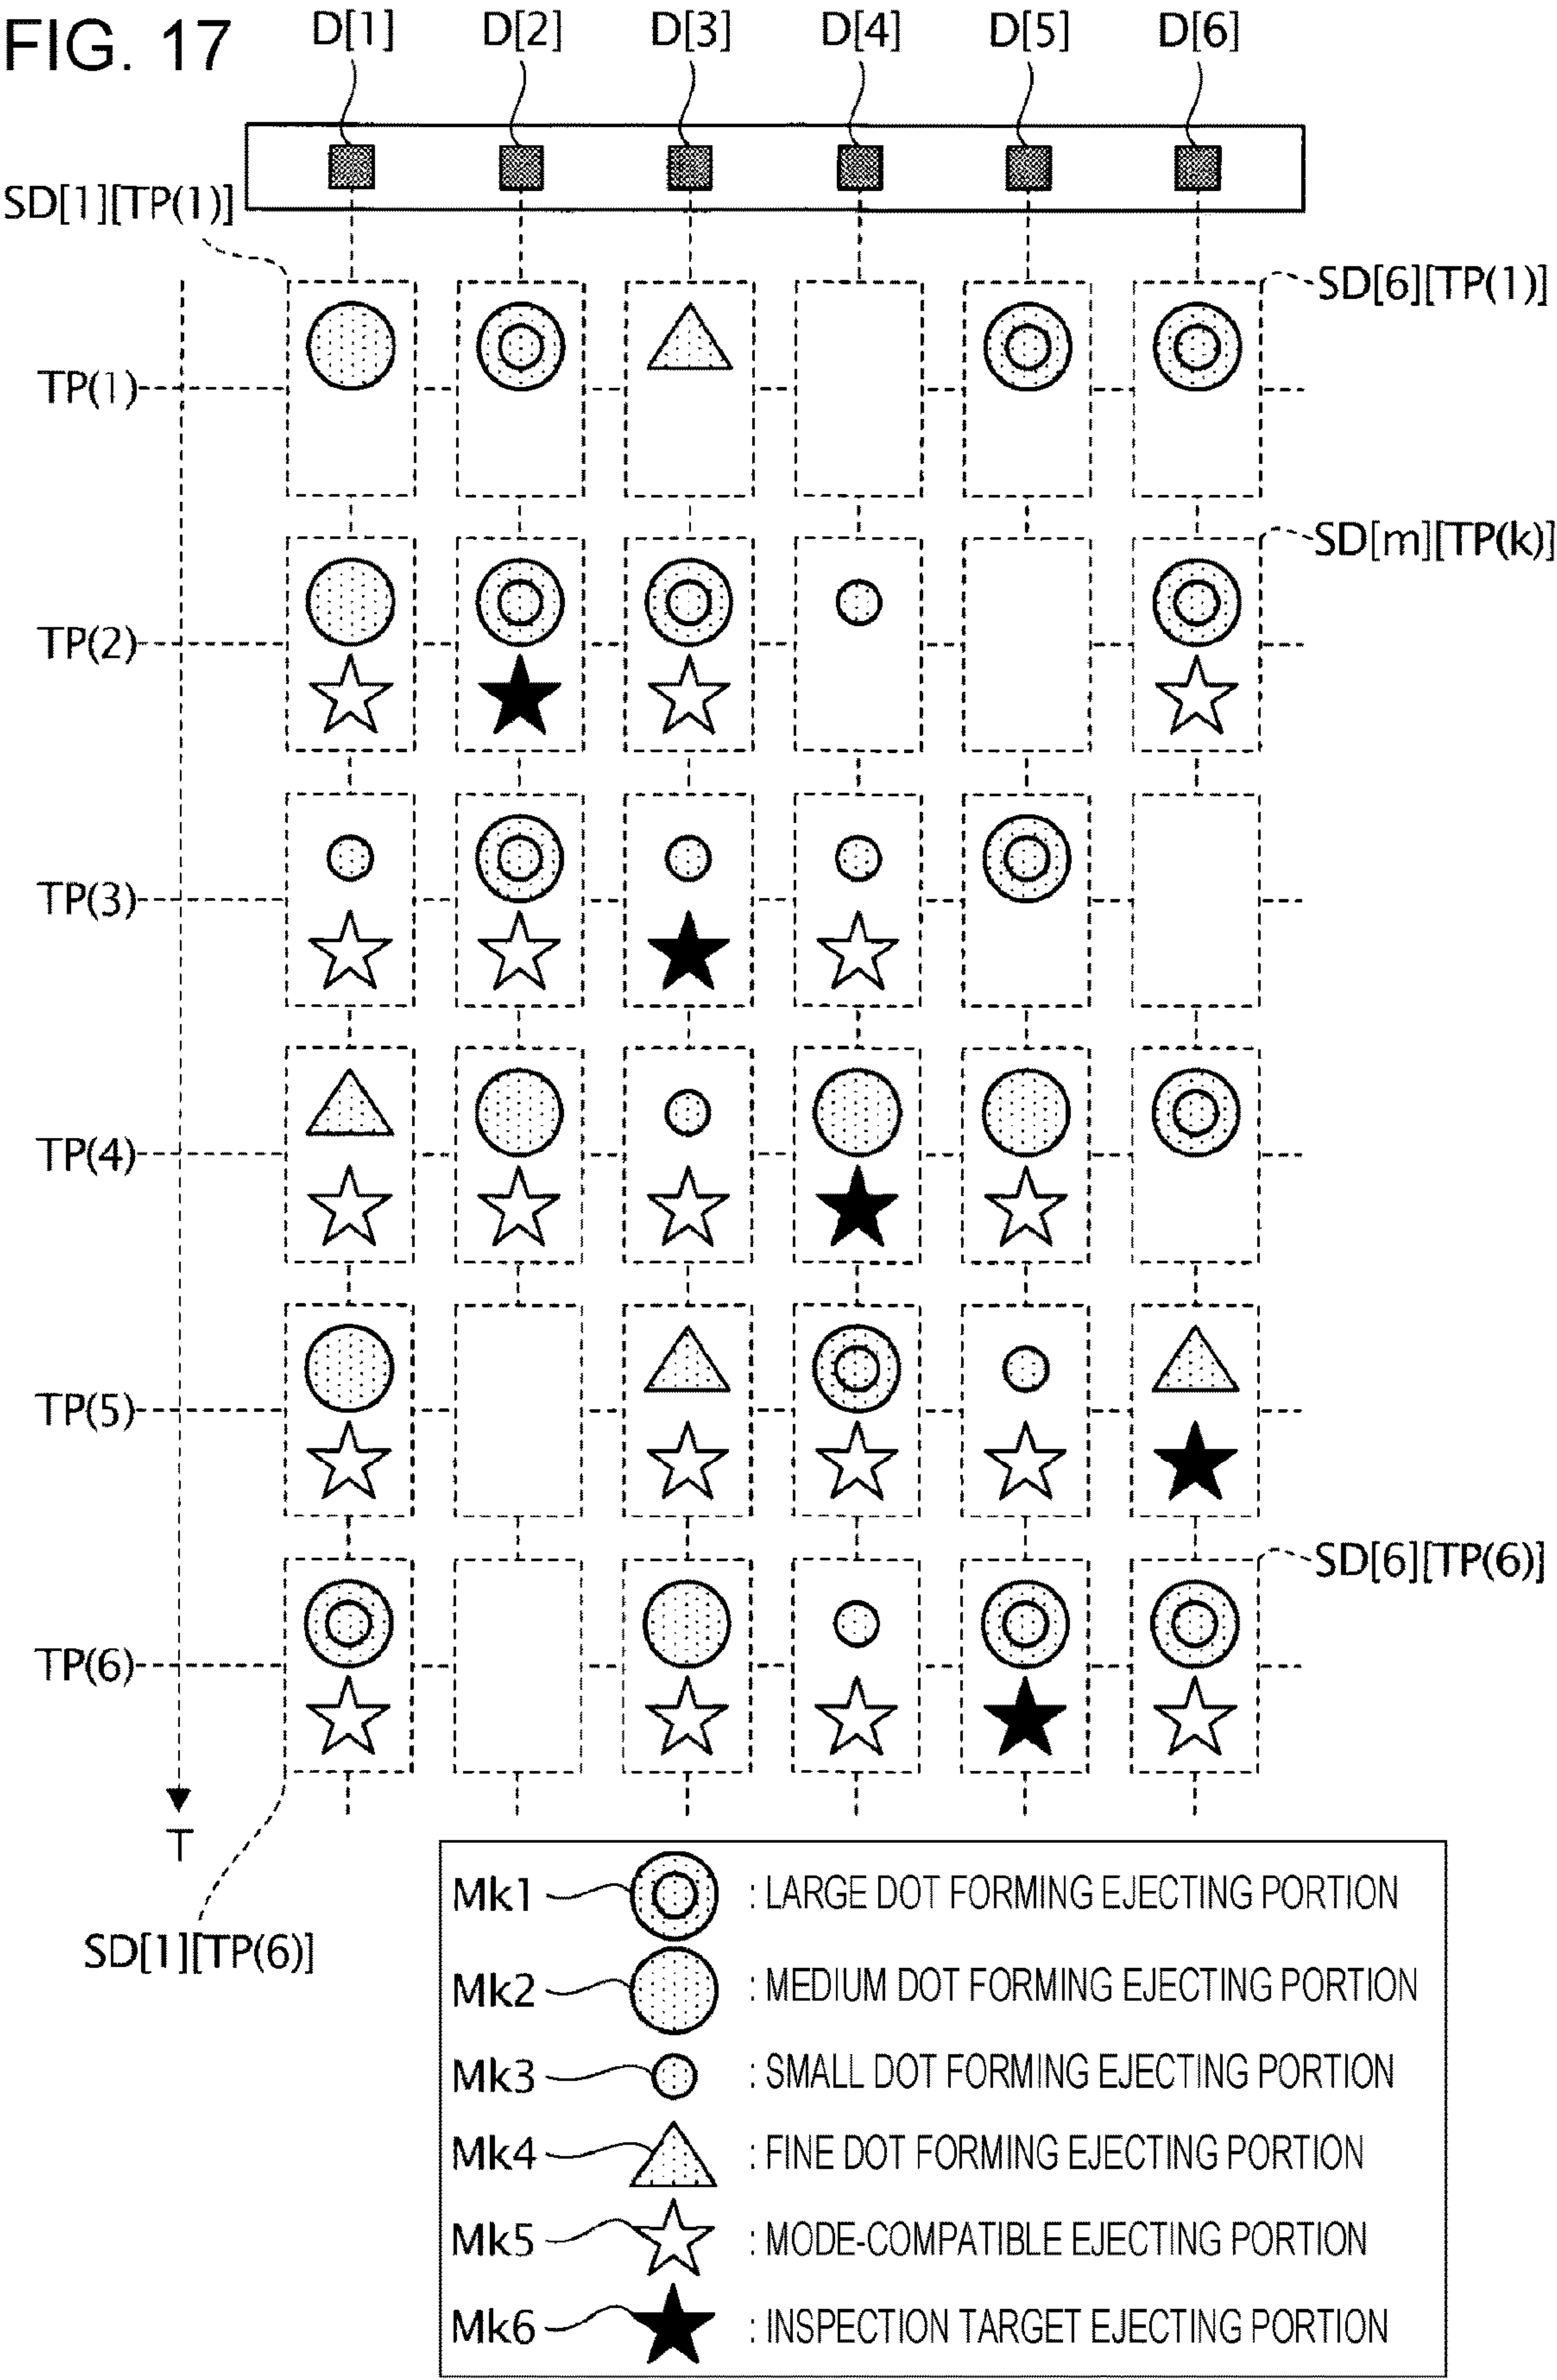 FIG. 17
D[1] D[2] D[3] D[4] D[5] D[6]
SD[1][TP(1)]
SD[6][TP(1)]
TP(1)
SD[m][TP(k)]
TP(2)
TP(3)
TP(4)
TP(5)
SD[6][TP(6)]
TP(6)
T
SD[1][TP(6)]
Mk1 : LARGE DOT FORMING EJECTING PORTION
Mk2 : MEDIUM DOT FORMING EJECTING PORTION
Mk3 : SMALL DOT FORMING EJECTING PORTION
Mk4 : FINE DOT FORMING EJECTING PORTION
Mk5 : MODE-COMPATIBLE EJECTING PORTION
Mk6 : INSPECTION TARGET EJECTING PORTION